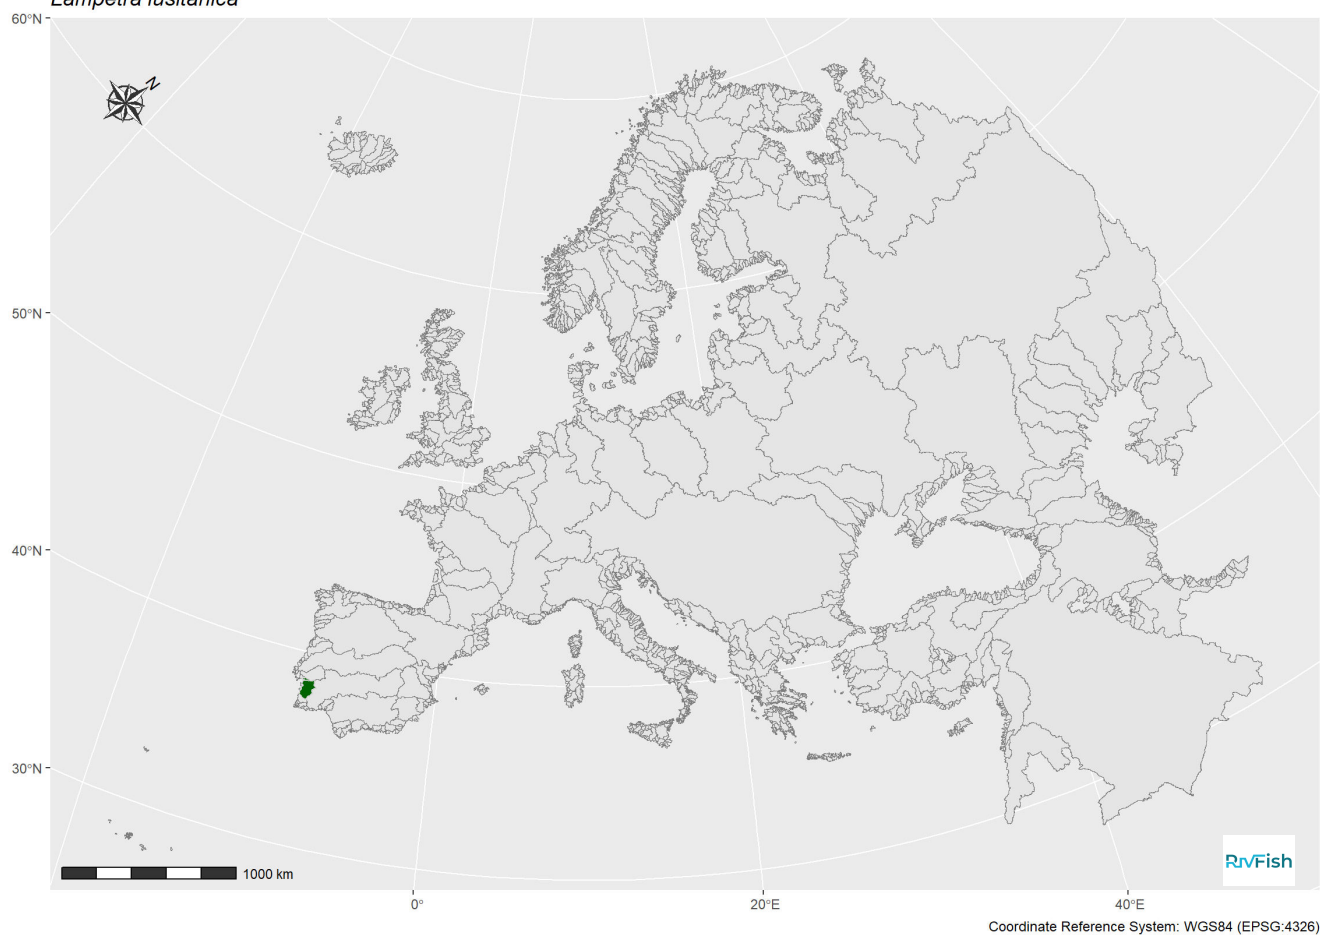 Lampetra lusitanica
60°N
N
50°N
40°N
30°N
1000 km
RIVFish
0°
20°E
40°E
Coordinate Reference System: WGS84 (EPSG:4326)